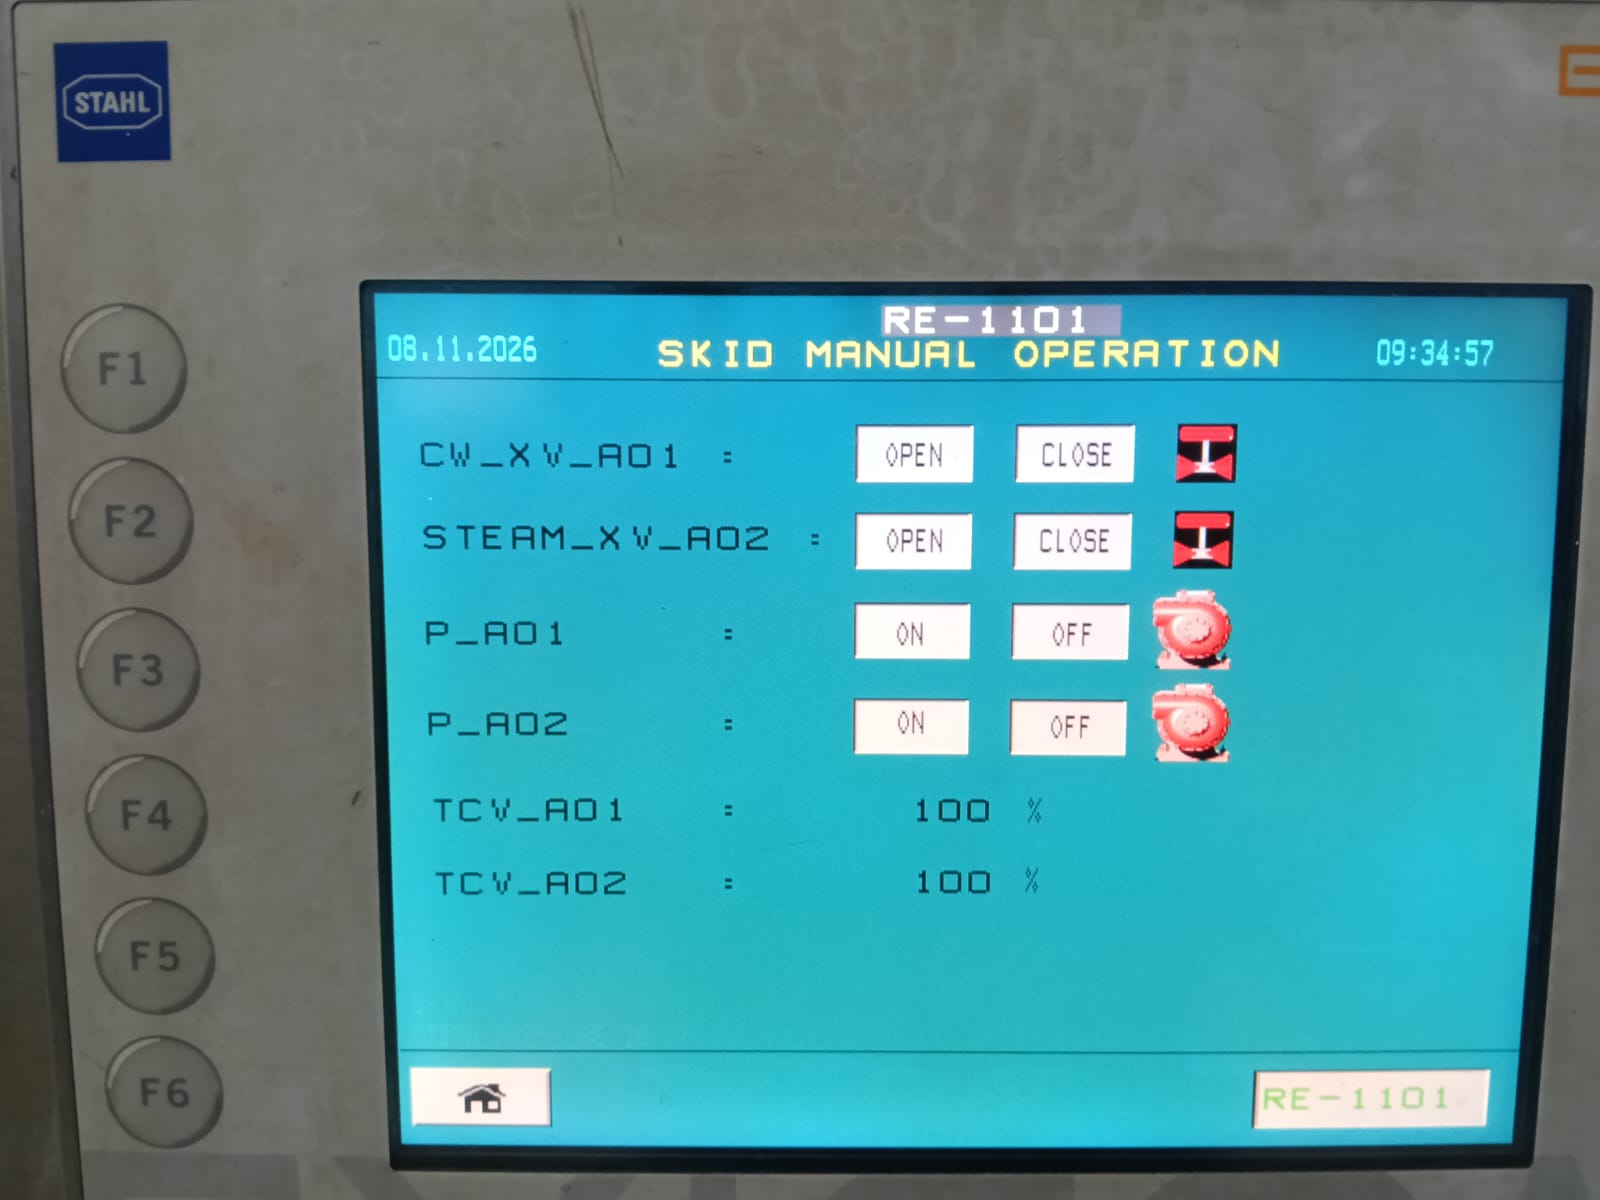 STAHL
RE-1101
08.11.2026 SKID MANUAL OPERATION 09:34:57
CW_XV_A01 : OPEN CLOSE
STEAM_XV_A02 : OPEN CLOSE
P_A01 : ON OFF
P_A02 : ON OFF
TCV_A01 : 100 %
TCV_A02 : 100 %
RE-1101
F1
F2
F3
F4
F5
F6